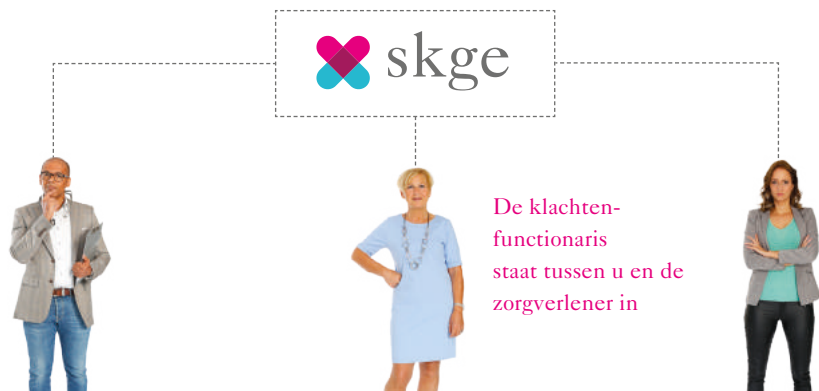 skge
De klachten-
functionaris
staat tussen u en de
zorgverlener in